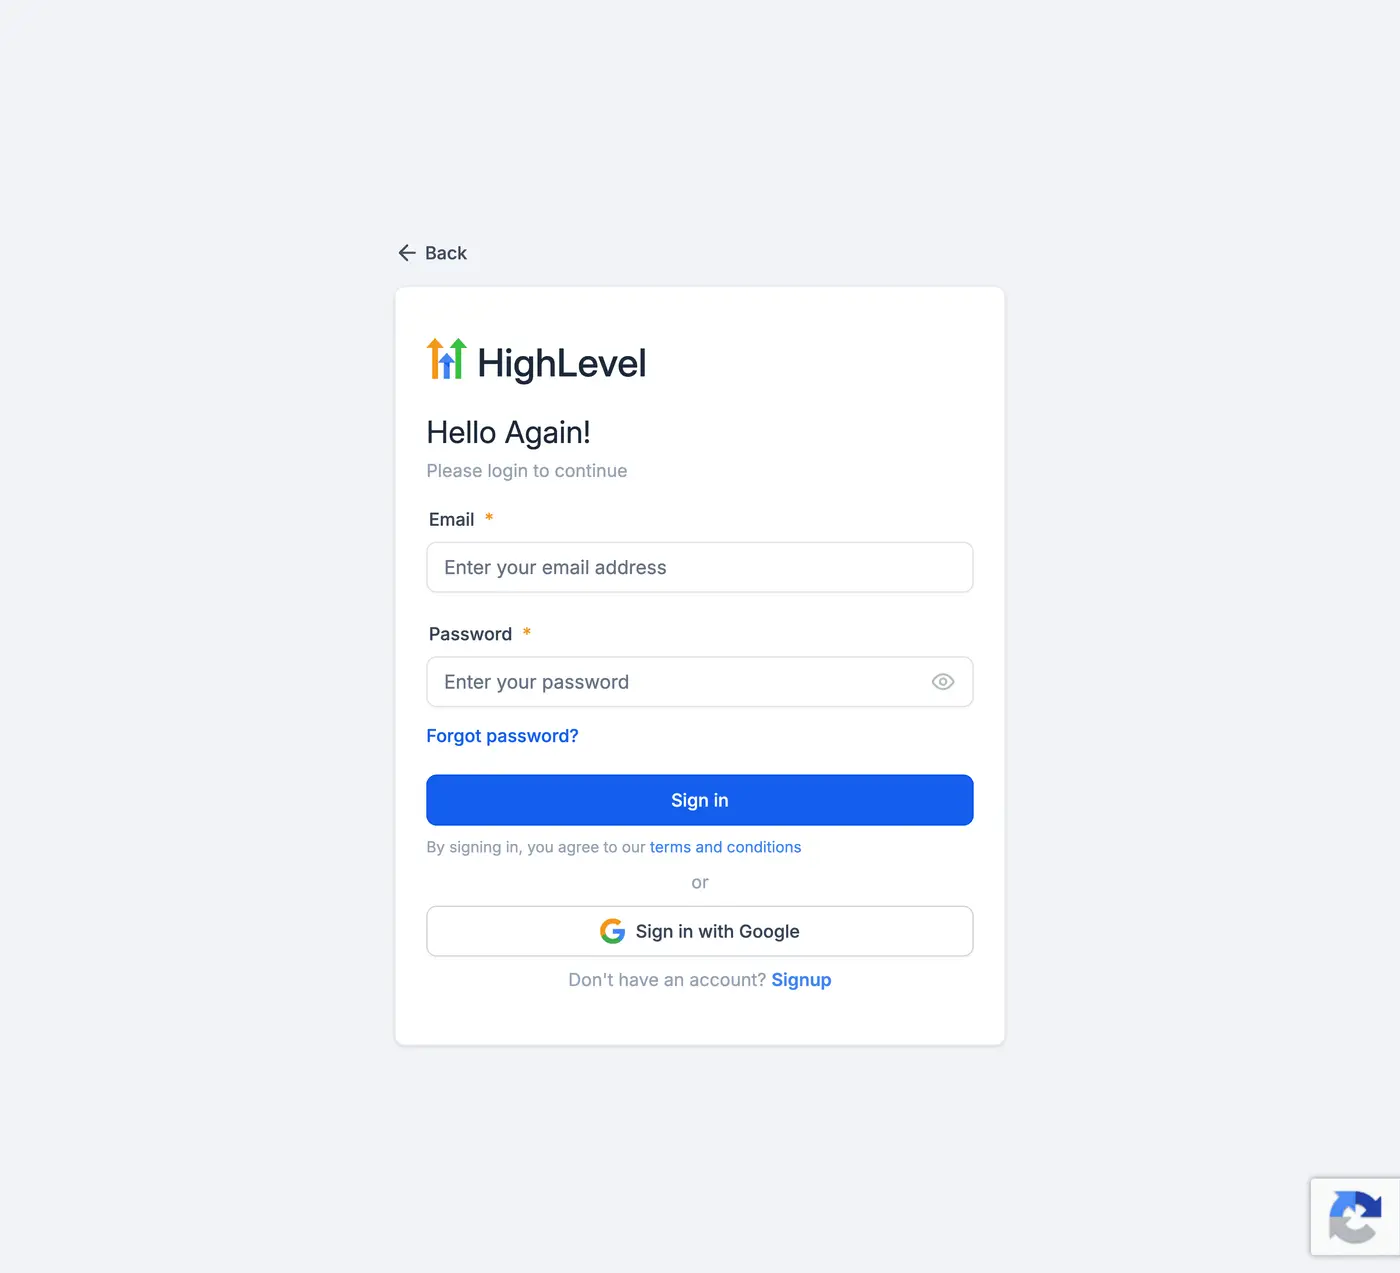 Back
HighLevel
Hello Again!
Please login to continue
Email *
Enter your email address
Password *
Enter your password
Forgot password?
Sign in
By signing in, you agree to our terms and conditions
or
Sign in with Google
Don't have an account? Signup